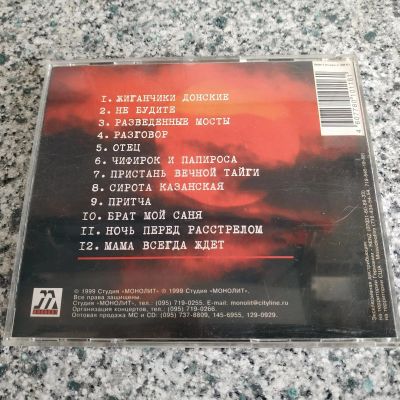 1. ЖИГАНЧИКИ ДОНСКИЕ
2. НЕ БУДИТЕ
3. РАЗВЕДЕННЫЕ МОСТЫ
4. РАЗГОВОР
5. ОТЕЦ
6. ЧИФИРОК И ПАПИРОСА
7. ПРИСТАНЬ ВЕЧНОЙ ТАЙГИ
8. СИРОТА КАЗАНСКАЯ
9. ПРИТЧА
10. БРАТ МОЙ САНЯ
11. НОЧЬ ПЕРЕД РАССТРЕЛОМ
12. МАМА ВСЕГДА ЖДЕТ
© 1999 Студия «МОНОЛИТ» ℗ 1999 Студия «МОНОЛИТ».
Все права защищены.
Студия «МОНОЛИТ», тел.: (095) 719-0255. E-mail: monolit@cityline.ru
Организация концертов, тел.: (095) 719-0266.
Оптовая продажа МС и CD: (095) 737-8809, 145-6955, 129-0929.